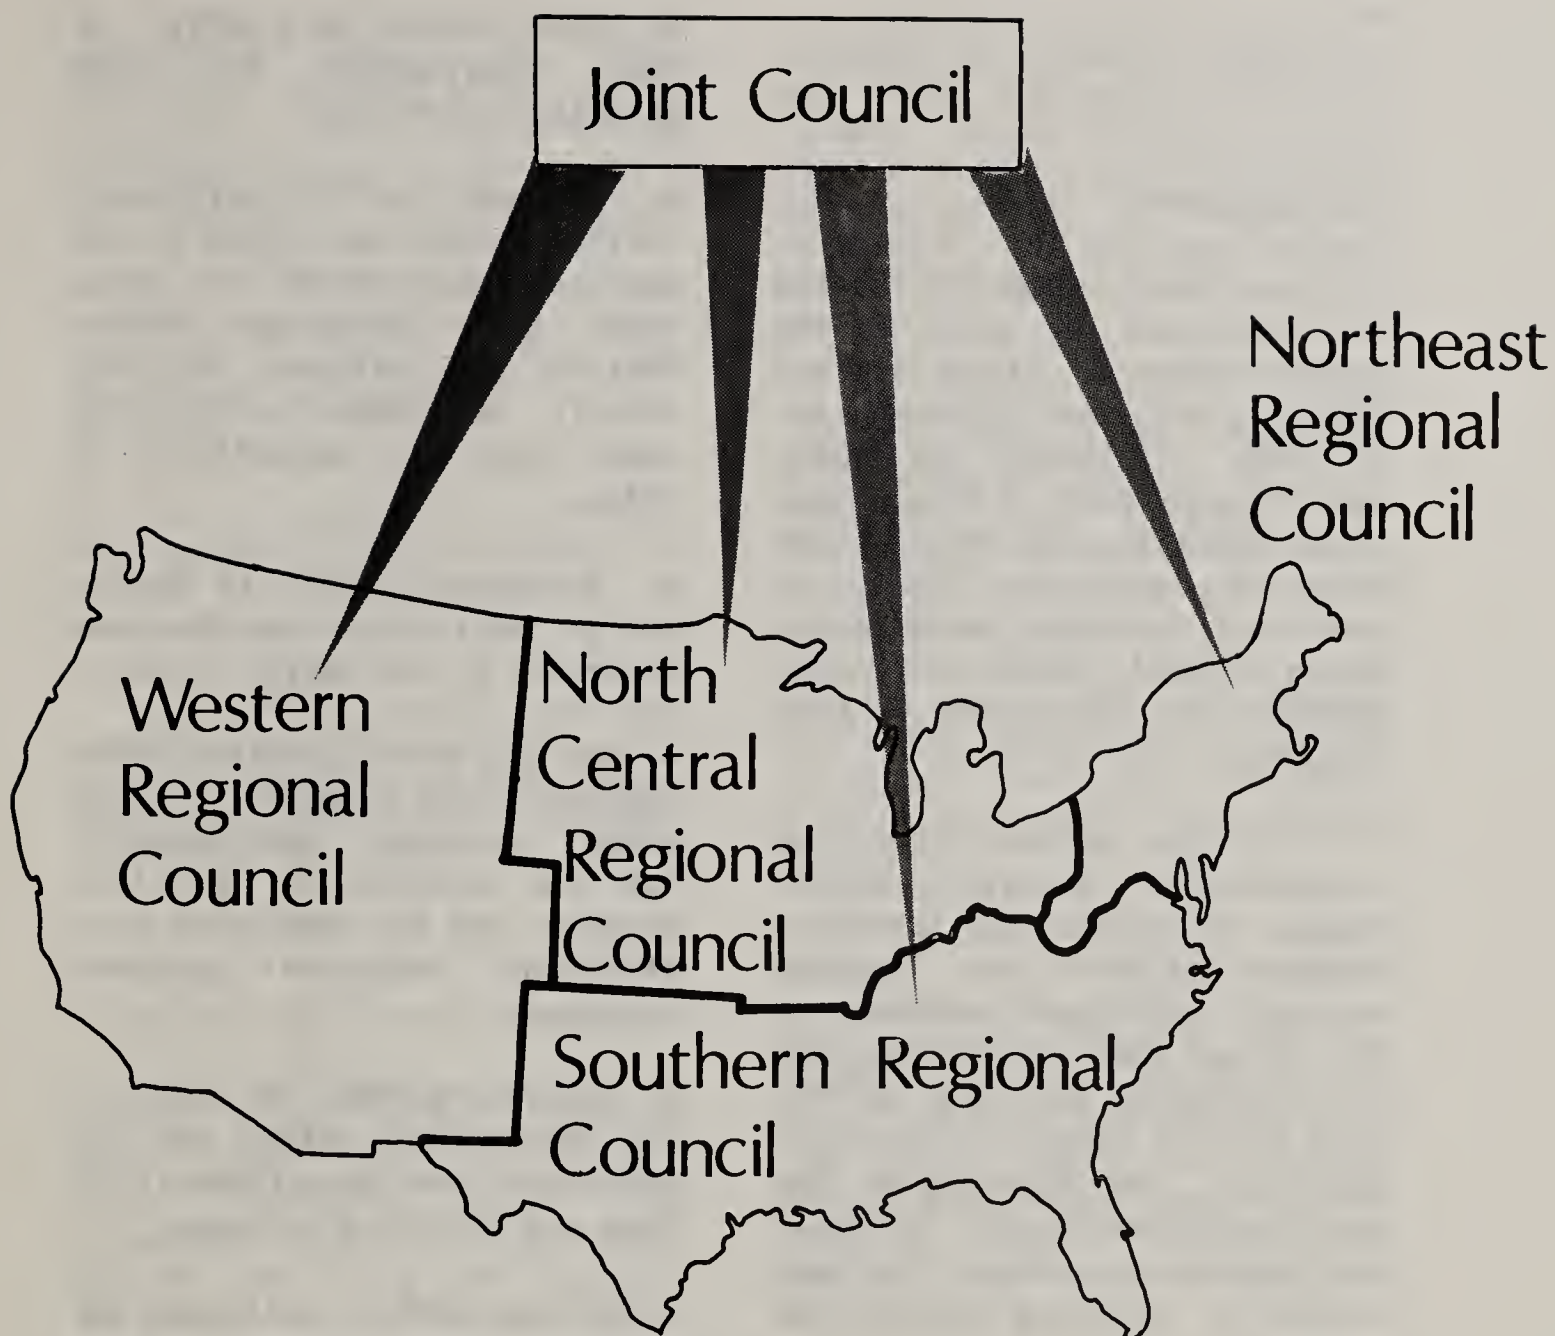 Joint Council
Northeast
Regional
Council
Western
Regional
Council
North
Central
Regional
Council
Southern Regional
Council